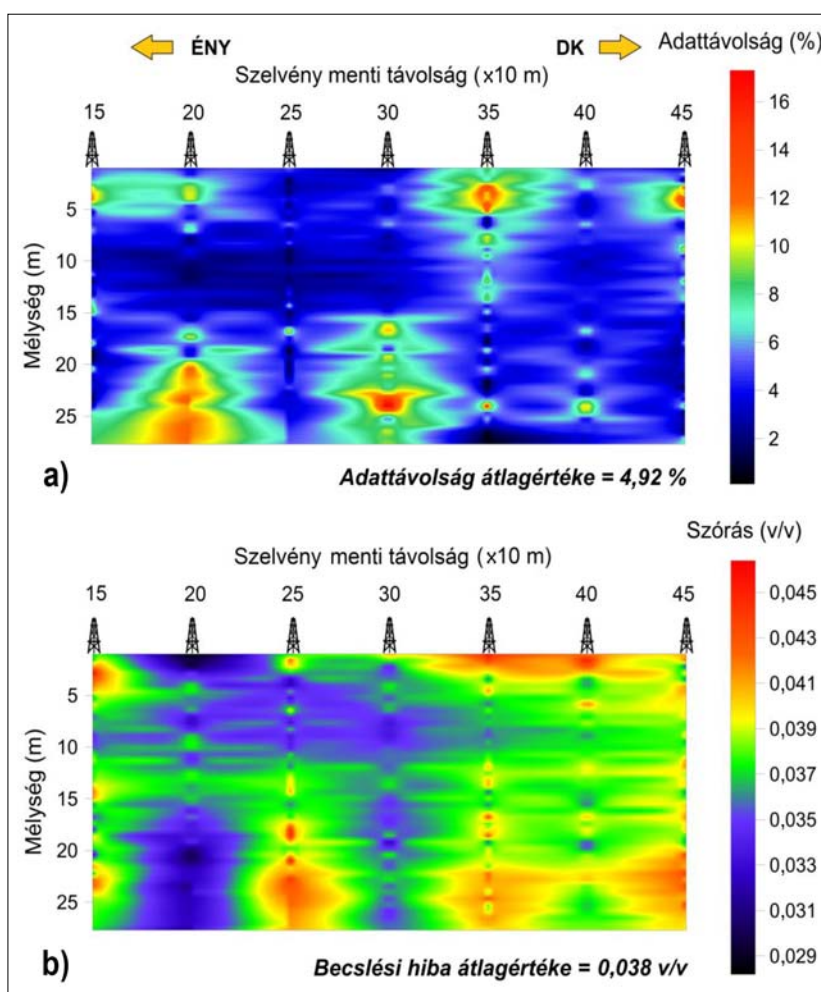 ÉNY
DK
Adattávolság (%)
Szelvény menti távolság (x10 m)
15 20 25 30 35 40 45
Mélység (m)
5
10
15
20
25
16
14
12
10
8
6
4
2
a)
Adattávolság átlagértéke = 4,92 %
Szórás (v/v)
Szelvény menti távolság (x10 m)
15 20 25 30 35 40 45
Mélység (m)
5
10
15
20
25
0,045
0,043
0,041
0,039
0,037
0,035
0,033
0,031
0,029
b)
Becslési hiba átlagértéke = 0,038 v/v